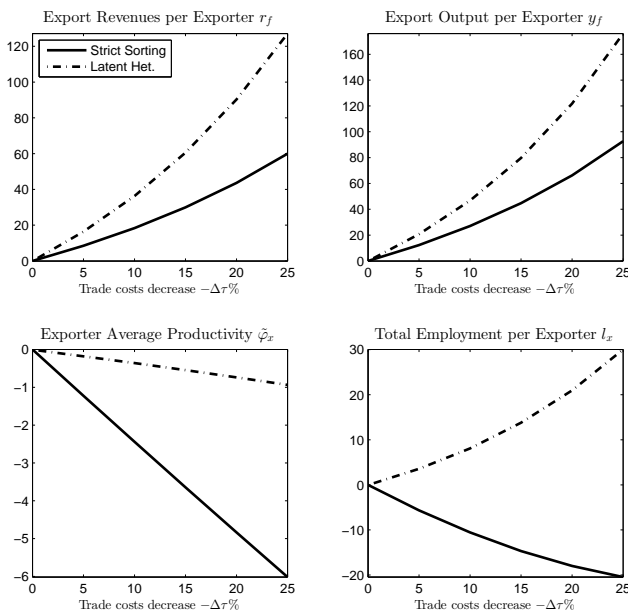 Export Revenues per Exporter r_f
120
100
80
60
40
20
0
Strict Sorting
Latent Het.
0 5 10 15 20 25
Trade costs decrease −Δτ%
Export Output per Exporter y_f
160
140
120
100
80
60
40
20
0
0 5 10 15 20 25
Trade costs decrease −Δτ%
Exporter Average Productivity φ̃_x
0
−1
−2
−3
−4
−5
−6
0 5 10 15 20 25
Trade costs decrease −Δτ%
Total Employment per Exporter l_x
30
20
10
0
−10
−20
0 5 10 15 20 25
Trade costs decrease −Δτ%